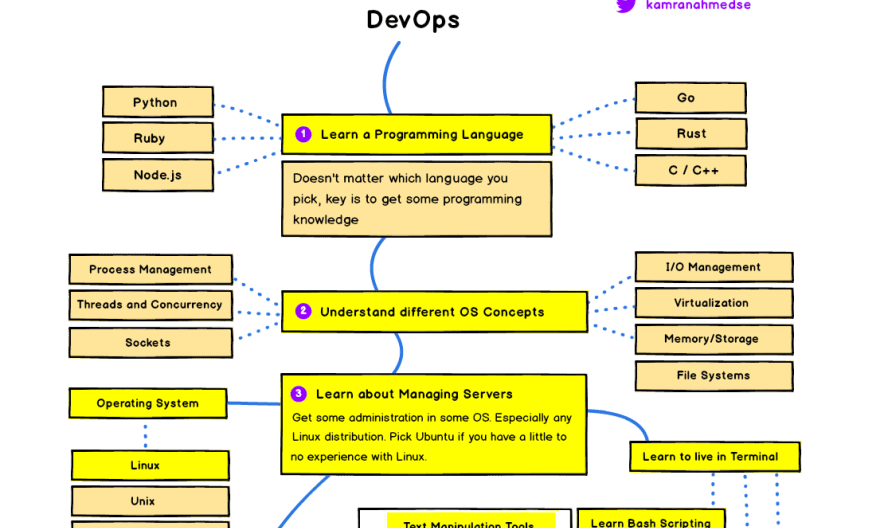 DevOps
kamranahmedse
Python
Ruby
Node.js
1 Learn a Programming Language
Go
Rust
C / C++
Doesn't matter which language you
pick, key is to get some programming
knowledge
Process Management
Threads and Concurrency
Sockets
2 Understand different OS Concepts
I/O Management
Virtualization
Memory/Storage
File Systems
3 Learn about Managing Servers
Get some administration in some OS. Especially any
Linux distribution. Pick Ubuntu if you have a little to
no experience with Linux.
Operating System
Linux
Unix
Learn to live in Terminal
Text Manipulation Tools
Learn Bash Scripting